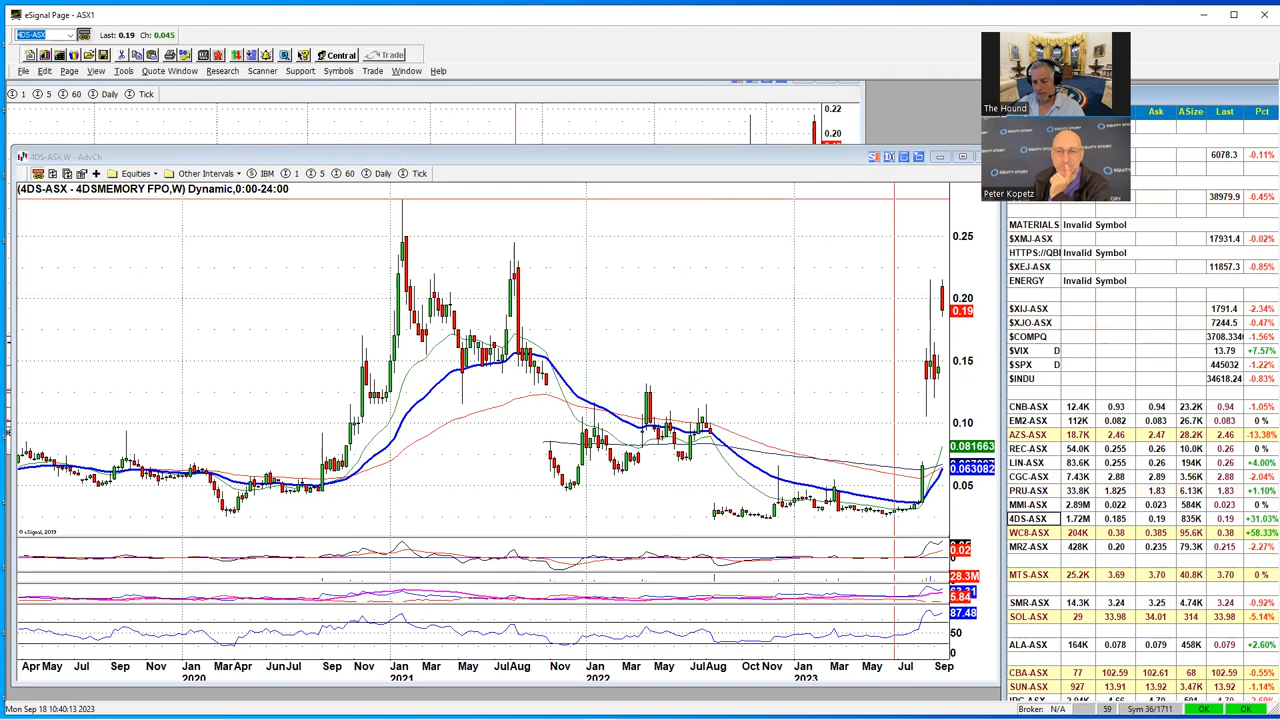 eSignal Page - ASX1
4DS-ASX Last: 0.19 Ch: 0.045
Central Trade
File Edit Page View Tools Quote Window Research Scanner Support Symbols Trade Window Help
1 5 60 Daily Tick
0.22
0.20
4DS-ASX,W - AdvCh
Equities Other Intervals IBM 1 5 60 Daily Tick
(4DS-ASX - 4DSMEMORY FPO,W) Dynamic,0:00-24:00
0.25
0.20
0.19
0.15
0.10
0.081663
0.063082
0.05
© eSignal, 2019
0.02
0
28.3M
5.84
87.48
50
0
Apr May Jul Sep Nov Jan Mar Apr Jun Jul Sep Nov Jan Mar May Jul Aug Nov Jan Mar May Jul Aug Oct Nov Jan Mar May Jul Sep
2020 2021 2022 2023
The Hound
EQUITY STORY
Peter Kopetz
Ask ASize Last Pct
6078.3 -0.11%
38979.9 -0.45%
MATERIALS Invalid Symbol
$XMJ-ASX 17931.4 -0.02%
HTTPS://QBI Invalid Symbol
$XEJ-ASX 11857.3 -0.85%
ENERGY Invalid Symbol
$XIJ-ASX 1791.4 -2.34%
$XJO-ASX 7244.5 -0.47%
$COMPQ 3708.334 -1.56%
$VIX D 13.79 +7.57%
$SPX D 445032 -1.22%
$INDU 34618.24 -0.83%
CNB-ASX 12.4K 0.93 0.94 23.2K 0.94 -1.05%
EM2-ASX 112K 0.082 0.083 26.7K 0.083 0 %
AZS-ASX 18.7K 2.46 2.47 28.2K 2.46 -13.38%
REC-ASX 54.0K 0.255 0.26 10.0K 0.26 0 %
LIN-ASX 83.6K 0.255 0.26 194K 0.26 +4.00%
CGC-ASX 7.43K 2.88 2.89 3.56K 2.88 -2.04%
PRU-ASX 33.8K 1.825 1.83 6.13K 1.83 +1.10%
MMI-ASX 2.89M 0.022 0.023 584K 0.023 0 %
4DS-ASX 1.72M 0.185 0.19 835K 0.19 +31.03%
WC8-ASX 204K 0.38 0.385 95.6K 0.38 +58.33%
MRZ-ASX 428K 0.20 0.235 79.3K 0.215 -2.27%
MTS-ASX 25.2K 3.69 3.70 40.8K 3.70 0 %
SMR-ASX 14.3K 3.24 3.25 4.74K 3.24 -0.92%
SOL-ASX 29 33.98 34.01 314 33.98 -5.14%
ALA-ASX 164K 0.078 0.079 458K 0.079 +2.60%
CBA-ASX 77 102.59 102.61 68 102.59 -0.55%
SUN-ASX 927 13.91 13.92 3.47K 13.92 -1.14%
Mon Sep 18 10:40:13 2023 Broker: N/A 59 Sym 36/1711 OK OK